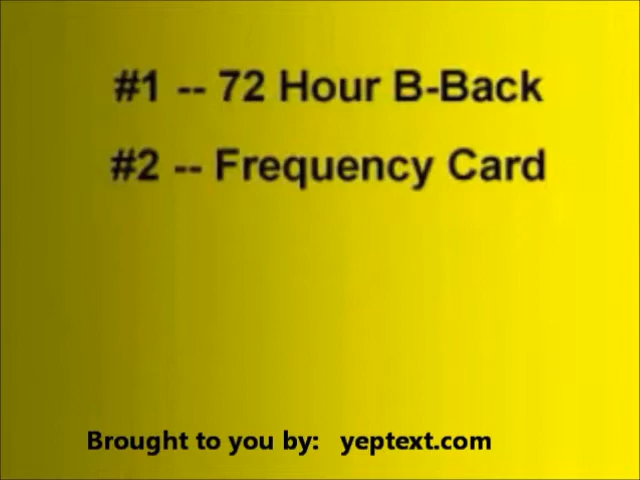 #1 -- 72 Hour B-Back
#2 -- Frequency Card
Brought to you by: yeptext.com